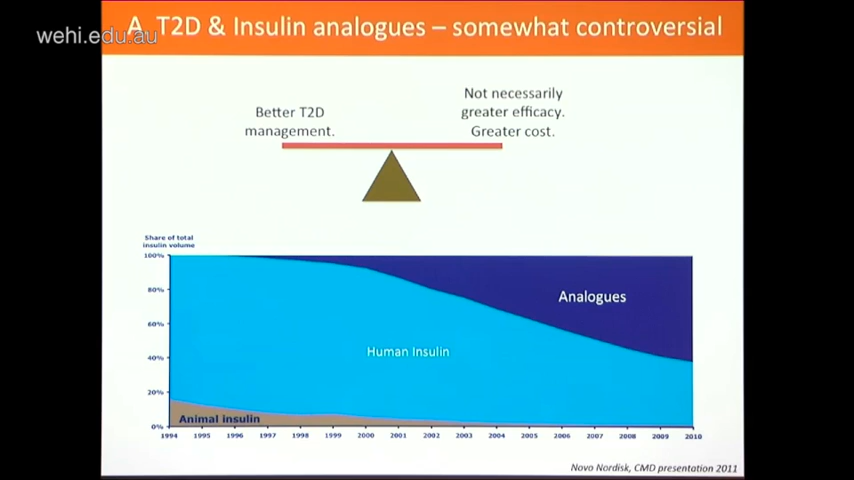 wehi.edu.au
A. T2D & Insulin analogues – somewhat controversial
Better T2D
management.
Not necessarily
greater efficacy.
Greater cost.
Share of total
insulin volume
100%
80%
60%
40%
20%
0%
Analogues
Human Insulin
Animal insulin
1994 1995 1996 1997 1998 1999 2000 2001 2002 2003 2004 2005 2006 2007 2008 2009 2010
Novo Nordisk, CMD presentation 2011